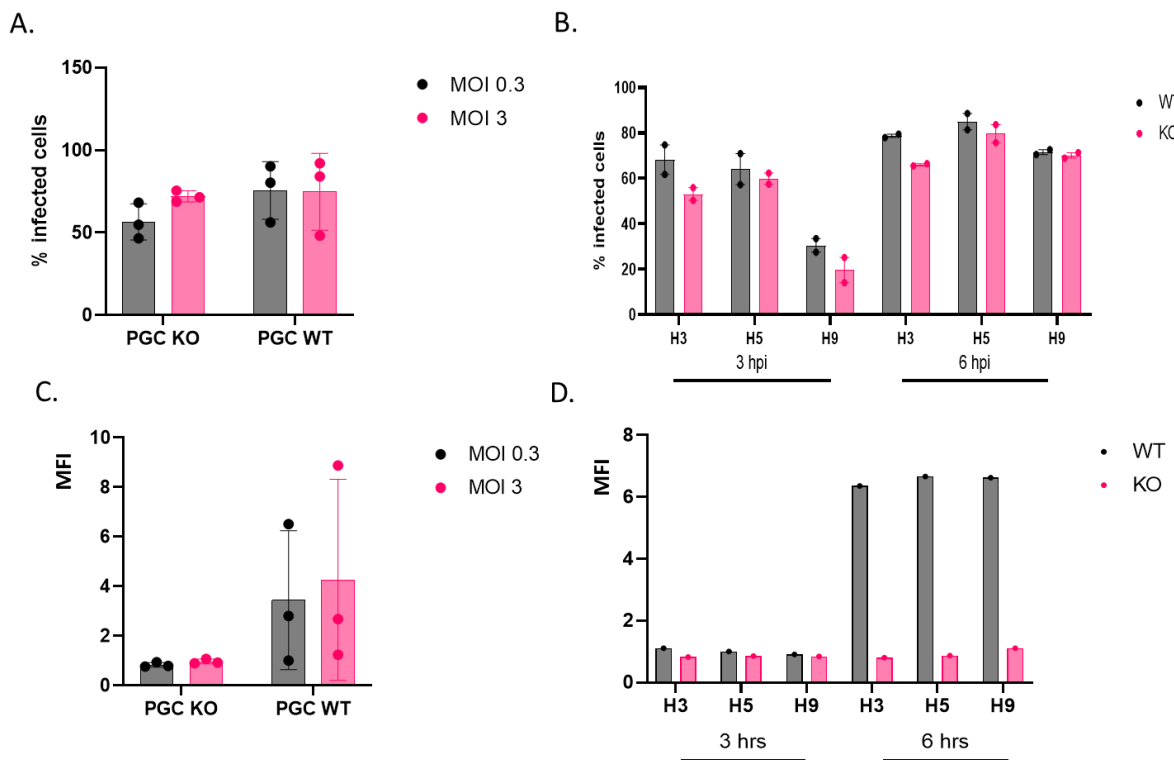 A.
150
100
50
0
% infected cells
PGC KO
PGC WT
MOI 0.3
MOI 3
B.
100
80
60
40
20
0
% infected cells
H3
H5
H9
H3
H5
H9
3 hpi
6 hpi
WT
KO
C.
10
8
6
4
2
0
MFI
PGC KO
PGC WT
MOI 0.3
MOI 3
D.
8
6
4
2
0
MFI
H3
H5
H9
H3
H5
H9
3 hrs
6 hrs
WT
KO